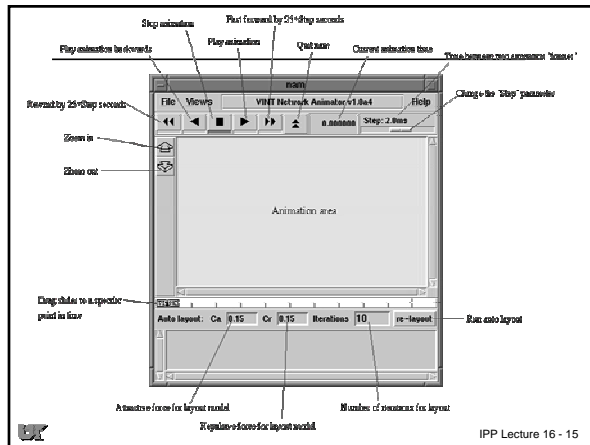 Stop animation
Fast forward by 25*Step seconds
Play animation backwards
Play animation
Quit nam
Current animation time
Time between two animation "frames"
nam
Change the "Step" parameter
File Views VINT Network Animator v1.0a4 Help
Rewind by 25*Step seconds
0.000000 Step: 2.0ms
Zoom in
Zoom out
Animation area
Drag slider to a specific
point in time
TIME
Auto layout: Ca 0.15 Cr 0.15 Iterations 10 re-layout
Run auto layout
Attractive force for layout model
Number of iterations for layout
Repulsive force for layout model
IPP Lecture 16 - 15